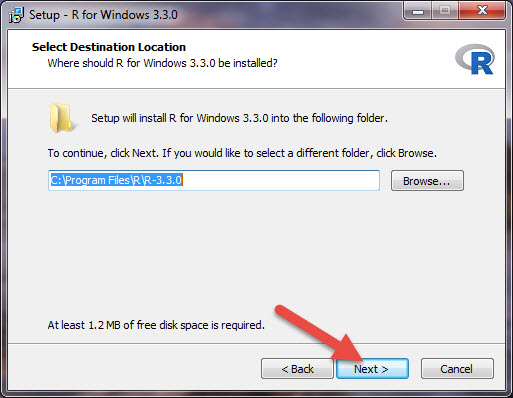 Setup - R for Windows 3.3.0
Select Destination Location
Where should R for Windows 3.3.0 be installed?
R
Setup will install R for Windows 3.3.0 into the following folder.
To continue, click Next. If you would like to select a different folder, click Browse.
C:\Program Files\R\R-3.3.0
Browse...
At least 1.2 MB of free disk space is required.
< Back
Next >
Cancel